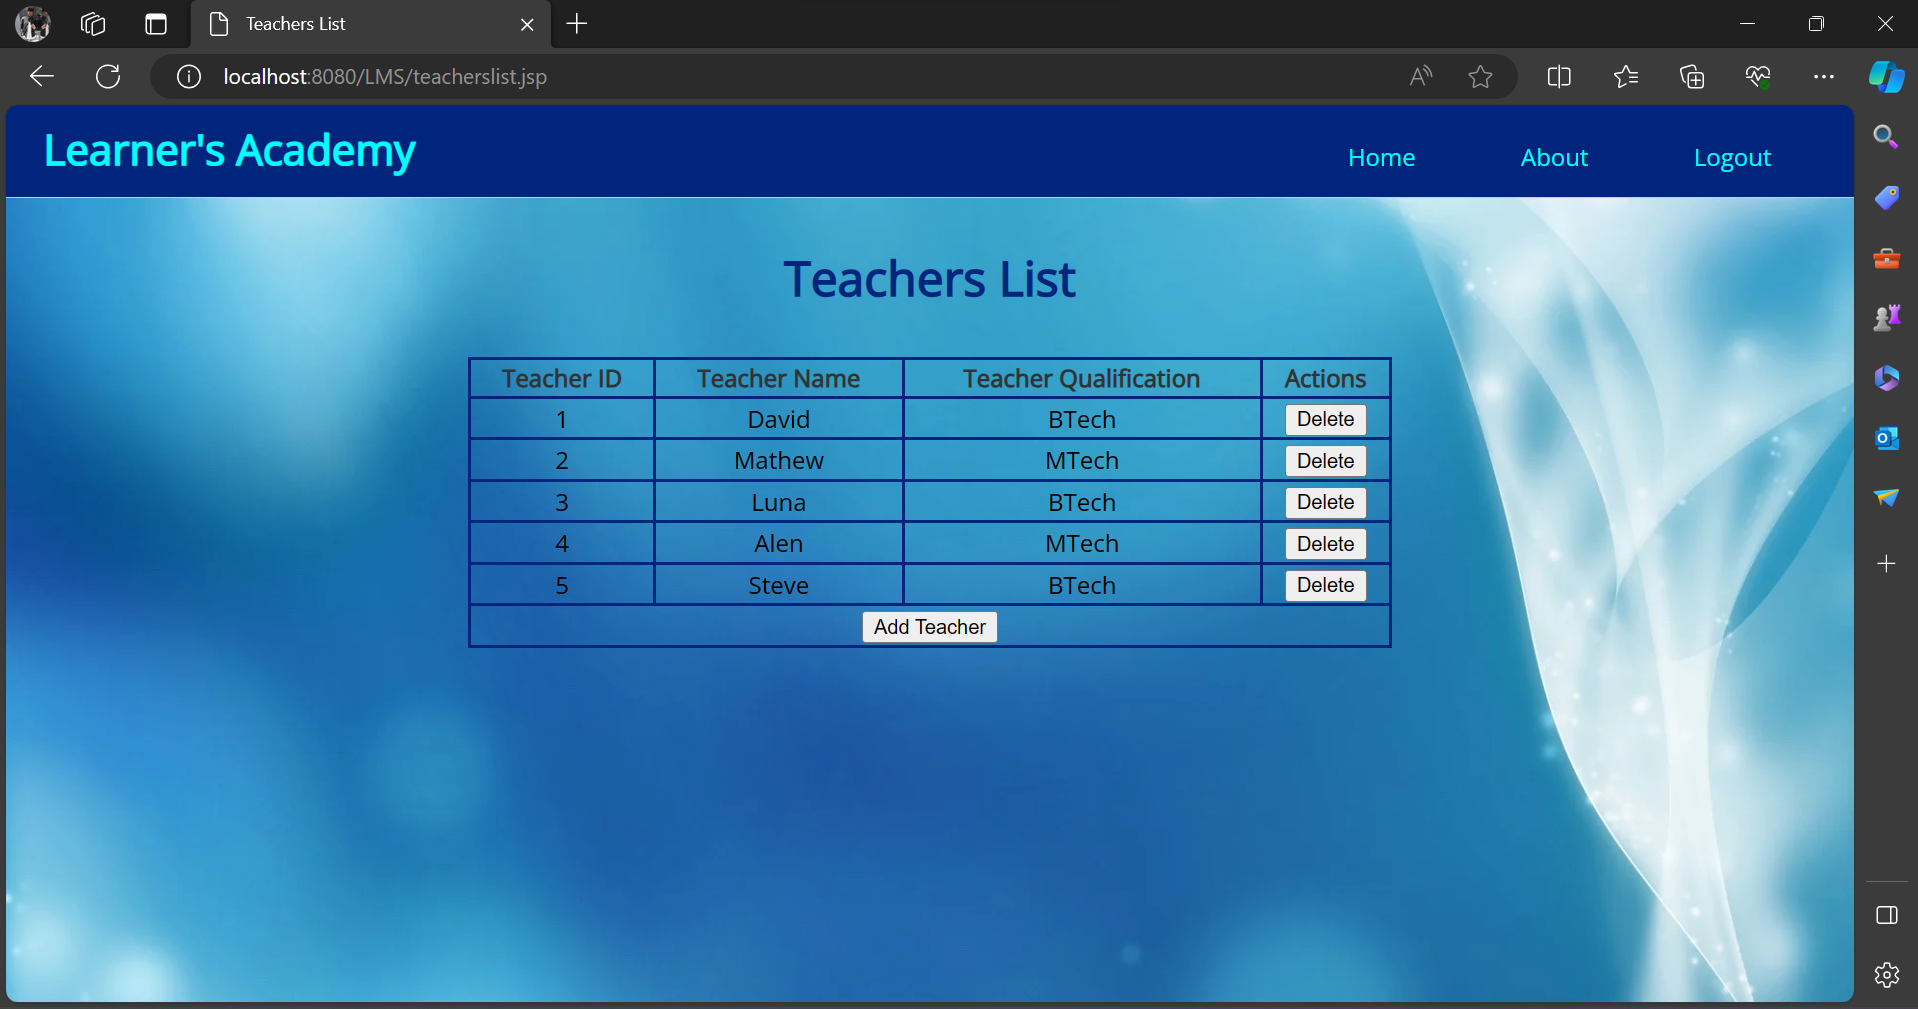 Teachers List
localhost:8080/LMS/teacherslist.jsp
Learner's Academy Home About Logout
Teachers List
Teacher ID Teacher Name Teacher Qualification Actions
1 David BTech Delete
2 Mathew MTech Delete
3 Luna BTech Delete
4 Alen MTech Delete
5 Steve BTech Delete
Add Teacher